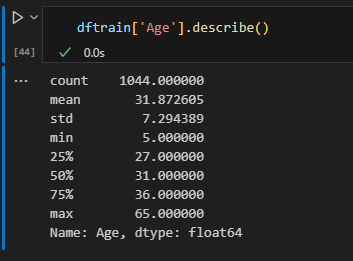 dftrain['Age'].describe()
[44] 0.0s
... count 1044.000000
mean 31.872605
std 7.294389
min 5.000000
25% 27.000000
50% 31.000000
75% 36.000000
max 65.000000
Name: Age, dtype: float64